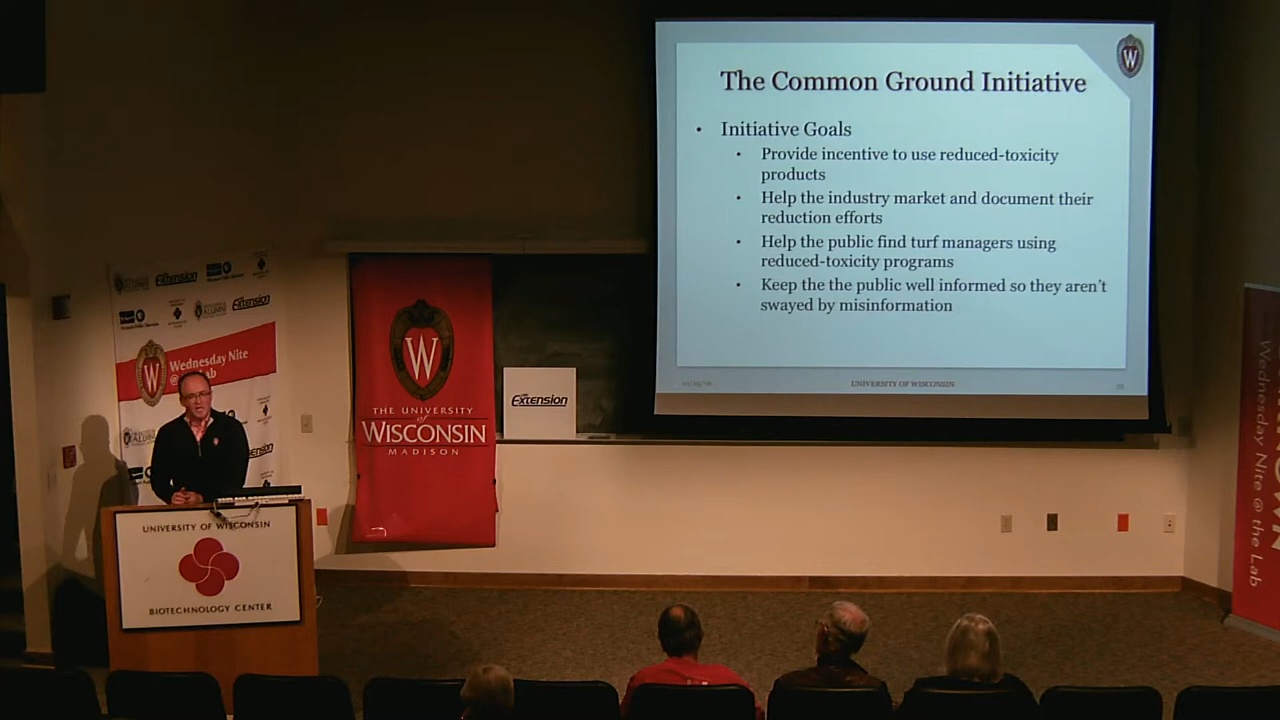 The Common Ground Initiative
W
• Initiative Goals
• Provide incentive to use reduced-toxicity
products
• Help the industry market and document their
reduction efforts
• Help the public find turf managers using
reduced-toxicity programs
• Keep the the public well informed so they aren't
swayed by misinformation
UNIVERSITY OF WISCONSIN
Extension
Extension
Wednesday Nite
@
W
Extension
W
THE UNIVERSITY
of
WISCONSIN
MADISON
Extension
UNIVERSITY OF WISCONSIN
BIOTECHNOLOGY CENTER
Wednesday Nite @ the Lab